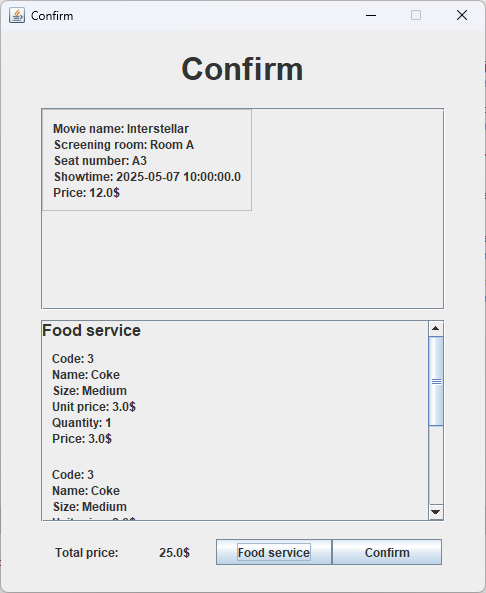 Confirm
Confirm
Movie name: Interstellar
Screening room: Room A
Seat number: A3
Showtime: 2025-05-07 10:00:00.0
Price: 12.0$
Food service
Code: 3
Name: Coke
Size: Medium
Unit price: 3.0$
Quantity: 1
Price: 3.0$
Code: 3
Name: Coke
Size: Medium
Total price: 25.0$
Food service
Confirm